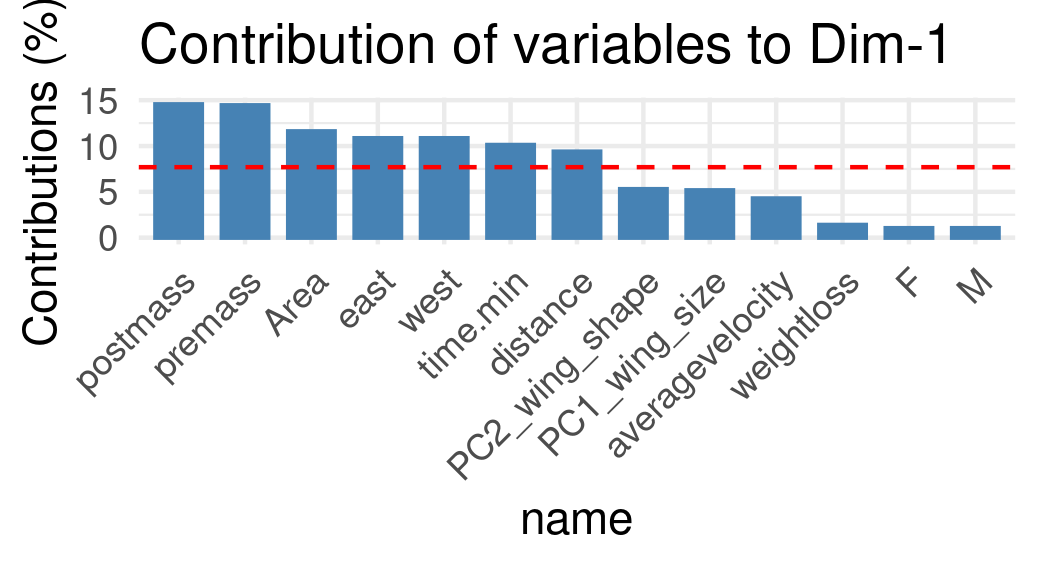 Contribution of variables to Dim-1
Contributions (%)
15
10
5
0
postmass
premass
Area
east
west
time.min
distance
PC2_wing_shape
PC1_wing_size
averagevelocity
weightloss
F
M
name